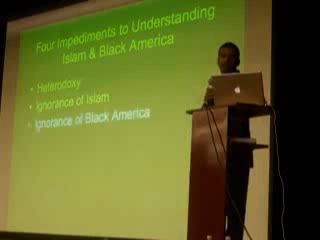 Four Impediments to Understanding
Islam & Black America
• Heterodoxy
• Ignorance of Islam
• Ignorance of Black America